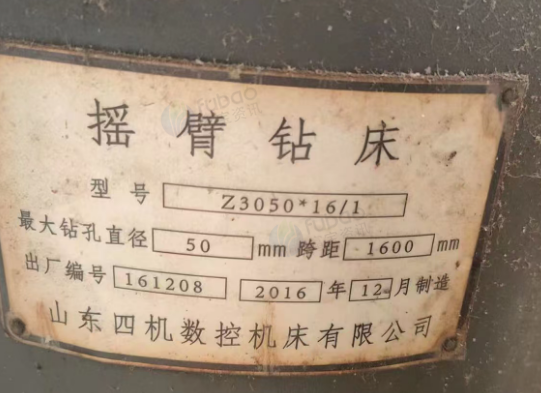 摇臂钻床
型号 Z3050*16/1
最大钻孔直径 50 mm 跨距 1600 mm
出厂编号 161208 2016 年 12 月制造
山东四机数控机床有限公司